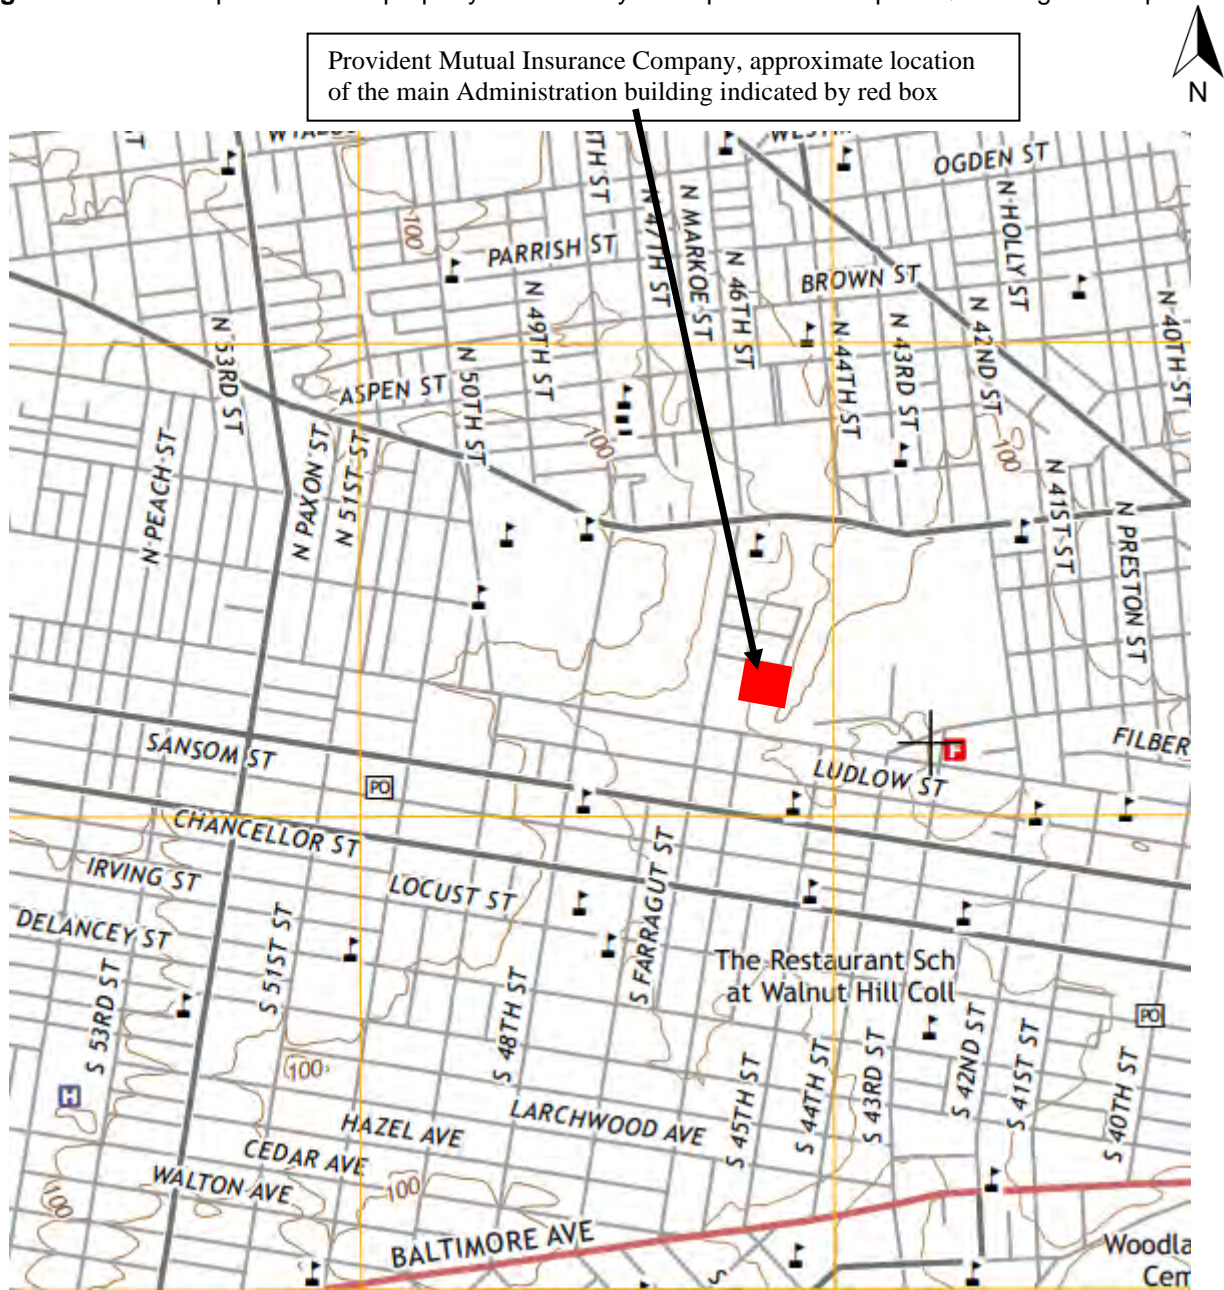 Provident Mutual Insurance Company, approximate location
of the main Administration building indicated by red box
N
OGDEN ST
N HOLLY ST
PARRISH ST
N 47TH ST
N MARKOE ST
N 46TH ST
BROWN ST
100
N 49TH ST
N 53RD ST
N 44TH ST
N 43RD ST
N 42ND ST
N 40TH ST
ASPEN ST
N 50TH ST
N PEACH ST
N PAXON ST
N 51ST ST
100
100
N 41ST ST
N PRESTON ST
SANSOM ST
PO
LUDLOW ST
F
FILBER
CHANCELLOR ST
IRVING ST
LOCUST ST
S FARRAGUT ST
DELANCEY ST
S 51ST ST
S 53RD ST
S 48TH ST
The Restaurant Sch
at Walnut Hill Coll
PO
100
H
S 45TH ST
S 44TH ST
S 43RD ST
S 42ND ST
S 41ST ST
S 40TH ST
LARCHWOOD AVE
HAZEL AVE
CEDAR AVE
WALTON AVE
100
100
BALTIMORE AVE
Woodla
Cem
S